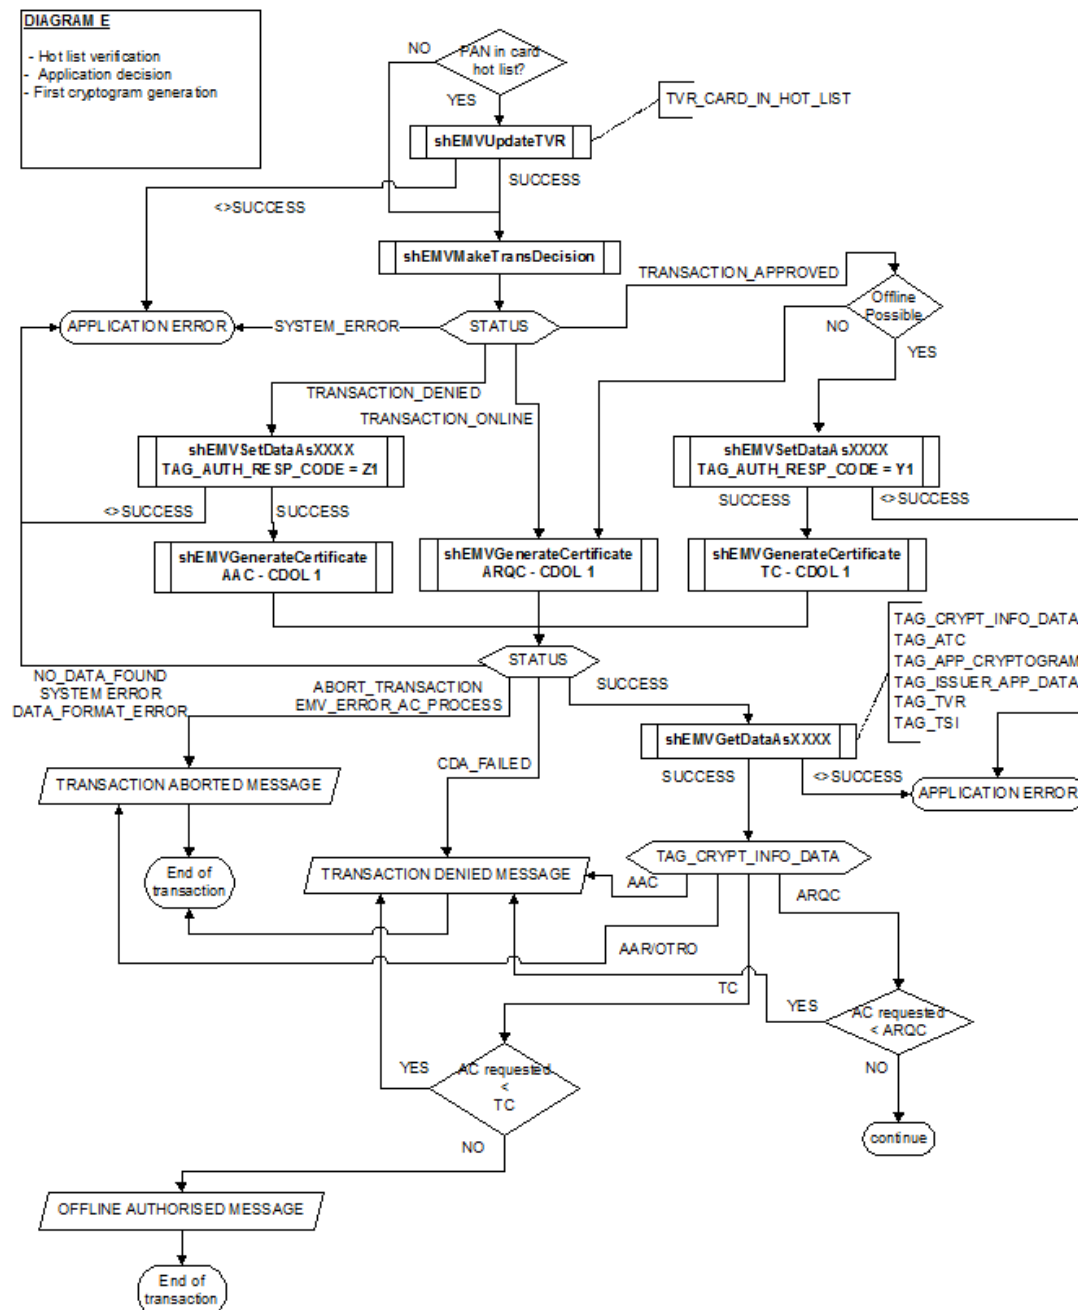 DIAGRAM E
- Hot list verification
- Application decision
- First cryptogram generation
NO
PAN in card
hot list?
YES
TVR_CARD_IN_HOT_LIST
shEMVUpdateTVR
SUCCESS
<>SUCCESS
shEMVMakeTransDecision
TRANSACTION_APPROVED
Offline
Possible
APPLICATION ERROR
SYSTEM_ERROR
STATUS
NO
YES
TRANSACTION_DENIED
TRANSACTION_ONLINE
shEMVSetDataAsXXXX
TAG_AUTH_RESP_CODE = Z1
shEMVSetDataAsXXXX
TAG_AUTH_RESP_CODE = Y1
<>SUCCESS
SUCCESS
SUCCESS
<>SUCCESS
shEMVGenerateCertificate
AAC - CDOL 1
shEMVGenerateCertificate
ARQC - CDOL 1
shEMVGenerateCertificate
TC - CDOL 1
TAG_CRYPT_INFO_DATA
TAG_ATC
TAG_APP_CRYPTOGRAM
TAG_ISSUER_APP_DATA
TAG_TVR
TAG_TSI
STATUS
NO_DATA_FOUND
SYSTEM ERROR
DATA_FORMAT_ERROR
ABORT_TRANSACTION
EMV_ERROR_AC_PROCESS
SUCCESS
shEMVGetDataAsXXXX
CDA_FAILED
SUCCESS
<>SUCCESS
TRANSACTION ABORTED MESSAGE
APPLICATION ERROR
TAG_CRYPT_INFO_DATA
End of
transaction
TRANSACTION DENIED MESSAGE
AAC
ARQC
AAR/OTRO
TC
YES
AC requested
< ARQC
YES
AC requested
<
TC
NO
continue
NO
OFFLINE AUTHORISED MESSAGE
End of
transaction